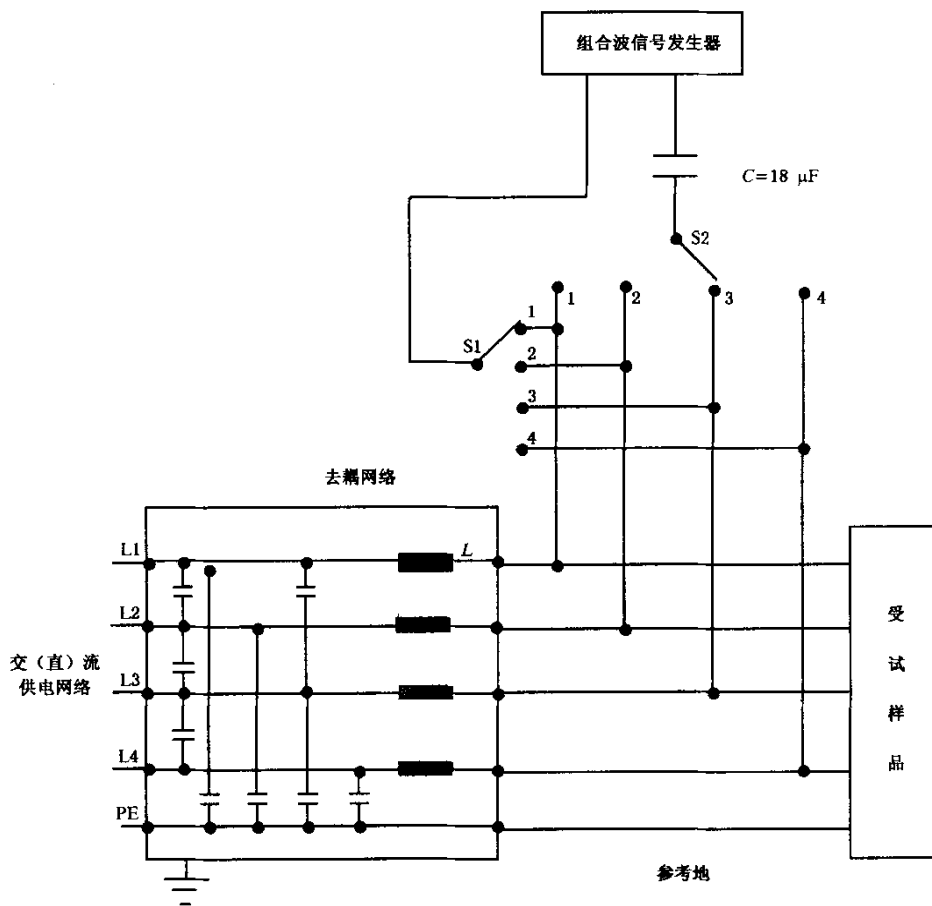 组合波信号发生器
C=18 μF
S2
1
2
3
4
S1
1
2
3
4
去耦网络
L1
L
L2
交(直)流
供电网络
L3
L4
PE
受
试
样
品
参考地